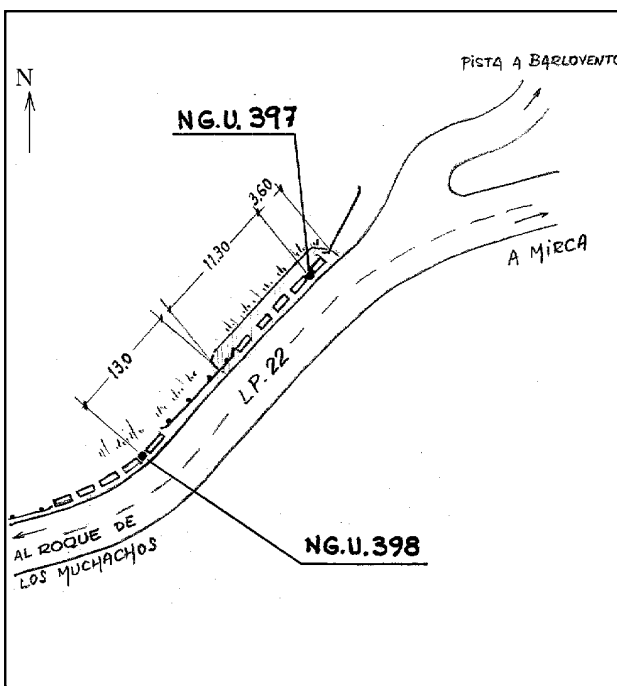 PISTA A BARLOVENTO
N
NG.U. 397
3.60
11.30
A MIRCA
13.0
L.P. 22
NG.U. 398
AL ROQUE DE
LOS MUCHACHOS